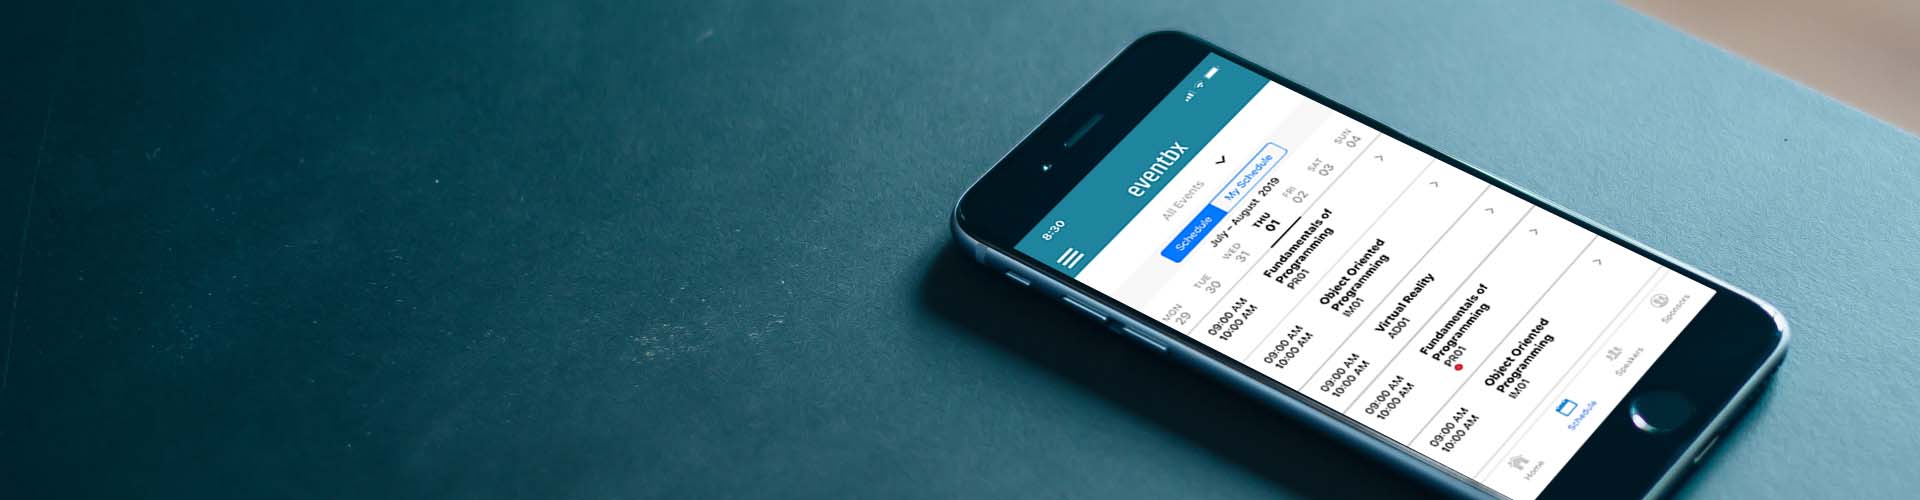 8:30
eventbx
All Events
Schedule My Schedule
July – August 2019
MON TUE WED THU FRI SAT SUN
29 30 31 01 02 03 04
09:00 AM
10:00 AM
Fundamentals of
Programming
PR01
09:00 AM
10:00 AM
Object Oriented
Programming
IM01
09:00 AM
10:00 AM
Virtual Reality
AD01
09:00 AM
10:00 AM
Fundamentals of
Programming
PR01
09:00 AM
10:00 AM
Object Oriented
Programming
IM01
Home Schedule Speakers Sponsors